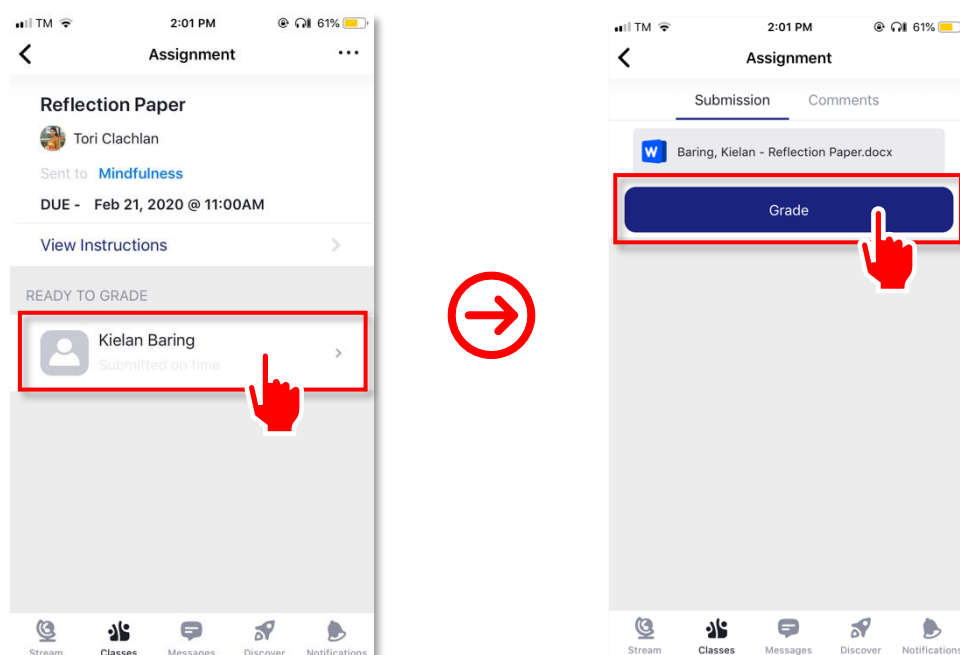 TM 2:01 PM 61%
Assignment
Reflection Paper
Tori Clachlan
Sent to Mindfulness
DUE - Feb 21, 2020 @ 11:00AM
View Instructions
READY TO GRADE
Kielan Baring
Submitted on time
Stream Classes Messages Discover Notifications
TM 2:01 PM 61%
Assignment
Submission Comments
W Baring, Kielan - Reflection Paper.docx
Grade
Stream Classes Messages Discover Notifications